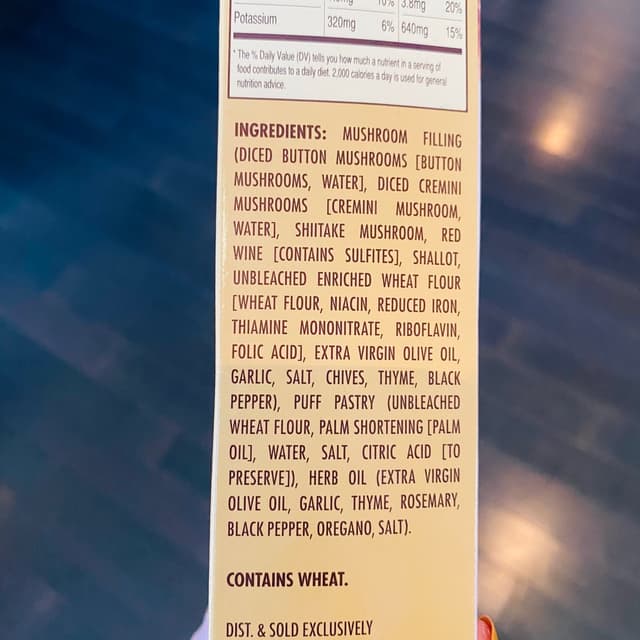 10% 3.8mg 20%
Potassium 320mg 6% 640mg 15%
* The % Daily Value (DV) tells you how much a nutrient in a serving of
food contributes to a daily diet. 2,000 calories a day is used for general
nutrition advice.
INGREDIENTS: MUSHROOM FILLING
(DICED BUTTON MUSHROOMS [BUTTON
MUSHROOMS, WATER], DICED CREMINI
MUSHROOMS [CREMINI MUSHROOM,
WATER], SHIITAKE MUSHROOM, RED
WINE [CONTAINS SULFITES], SHALLOT,
UNBLEACHED ENRICHED WHEAT FLOUR
[WHEAT FLOUR, NIACIN, REDUCED IRON,
THIAMINE MONONITRATE, RIBOFLAVIN,
FOLIC ACID], EXTRA VIRGIN OLIVE OIL,
GARLIC, SALT, CHIVES, THYME, BLACK
PEPPER), PUFF PASTRY (UNBLEACHED
WHEAT FLOUR, PALM SHORTENING [PALM
OIL], WATER, SALT, CITRIC ACID [TO
PRESERVE]), HERB OIL (EXTRA VIRGIN
OLIVE OIL, GARLIC, THYME, ROSEMARY,
BLACK PEPPER, OREGANO, SALT).
CONTAINS WHEAT.
DIST. & SOLD EXCLUSIVELY